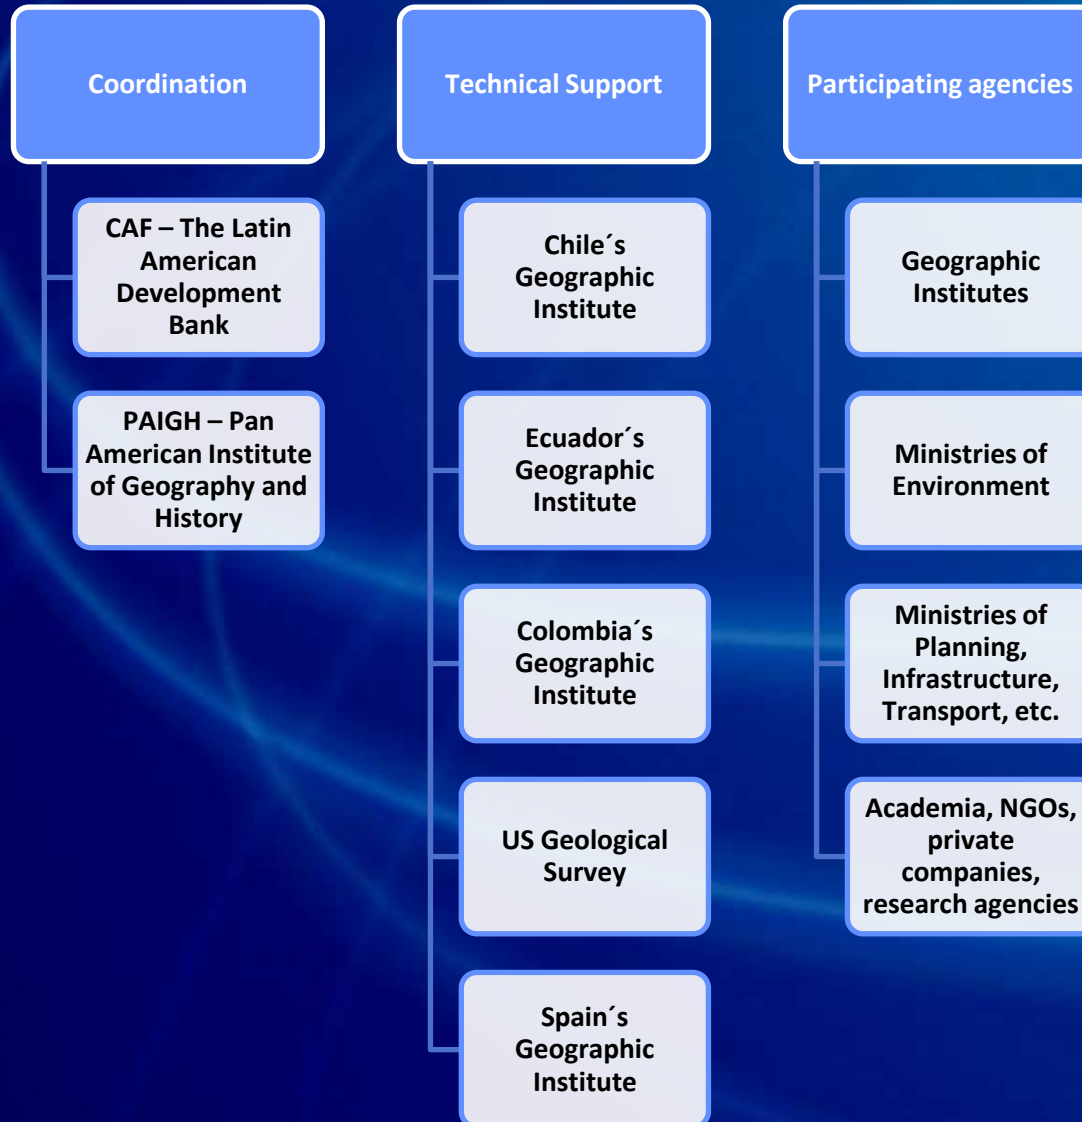 Coordination
CAF – The Latin
American
Development
Bank
PAIGH – Pan
American Institute
of Geography and
History
Technical Support
Chile´s
Geographic
Institute
Ecuador´s
Geographic
Institute
Colombia´s
Geographic
Institute
US Geological
Survey
Spain´s
Geographic
Institute
Participating agencies
Geographic
Institutes
Ministries of
Environment
Ministries of
Planning,
Infrastructure,
Transport, etc.
Academia, NGOs,
private
companies,
research agencies